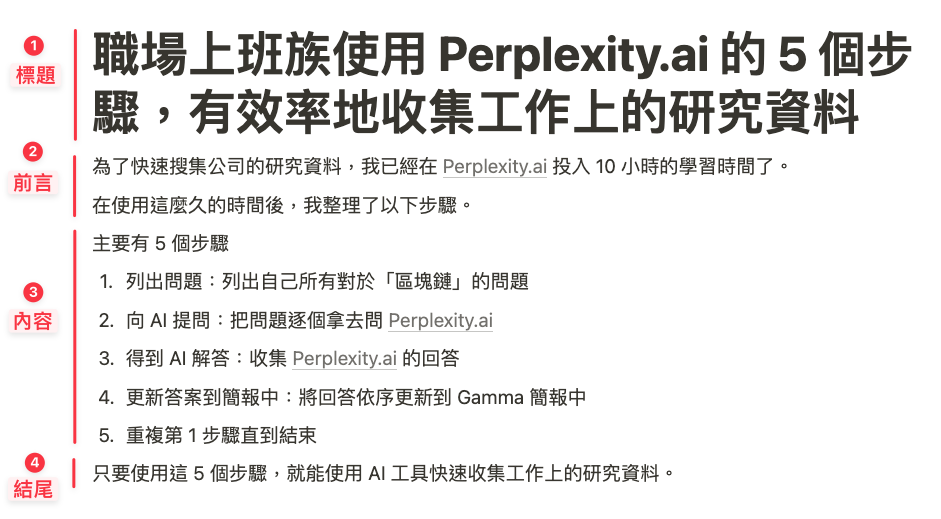 1
標題
職場上班族使用 Perplexity.ai 的 5 個步
驟，有效率地收集工作上的研究資料
2
前言
為了快速搜集公司的研究資料，我已經在 Perplexity.ai 投入 10 小時的學習時間了。
在使用這麼久的時間後，我整理了以下步驟。
3
內容
主要有 5 個步驟
1. 列出問題：列出自己所有對於「區塊鏈」的問題
2. 向 AI 提問：把問題逐個拿去問 Perplexity.ai
3. 得到 AI 解答：收集 Perplexity.ai 的回答
4. 更新答案到簡報中：將回答依序更新到 Gamma 簡報中
5. 重複第 1 步驟直到結束
4
結尾
只要使用這 5 個步驟，就能使用 AI 工具快速收集工作上的研究資料。